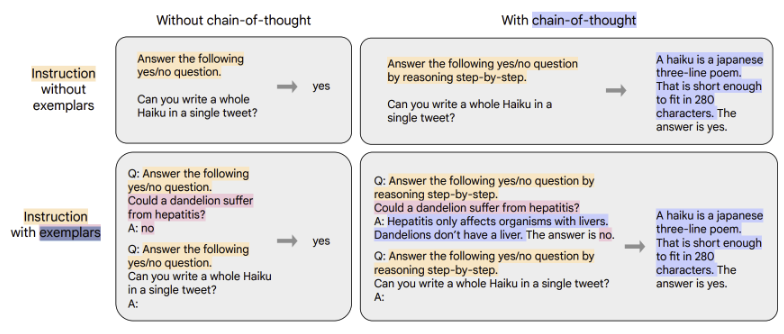 Without chain-of-thought
With chain-of-thought
Instruction
without
exemplars
Answer the following
yes/no question.
Can you write a whole
Haiku in a single tweet?
yes
Answer the following yes/no question
by reasoning step-by-step.
Can you write a whole Haiku in a
single tweet?
A haiku is a japanese
three-line poem.
That is short enough
to fit in 280
characters. The
answer is yes.
Instruction
with exemplars
Q: Answer the following
yes/no question.
Could a dandelion suffer
from hepatitis?
A: no
Q: Answer the following
yes/no question.
Can you write a whole Haiku
in a single tweet?
A:
yes
Q: Answer the following yes/no question by
reasoning step-by-step.
Could a dandelion suffer from hepatitis?
A: Hepatitis only affects organisms with livers.
Dandelions don't have a liver. The answer is no.
Q: Answer the following yes/no question by
reasoning step-by-step.
Can you write a whole Haiku in a single tweet?
A:
A haiku is a japanese
three-line poem.
That is short enough
to fit in 280
characters. The
answer is yes.